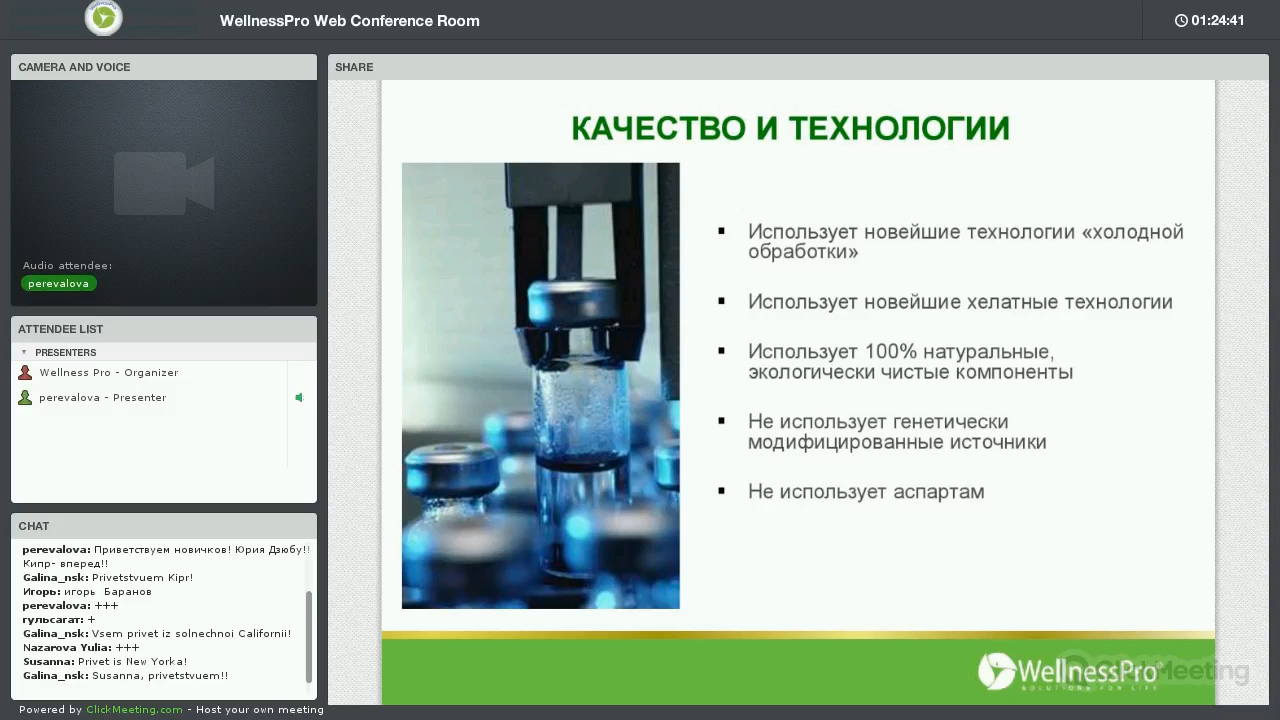 WellnessPro Web Conference Room
01:24:41
CAMERA AND VOICE
Audio attendee:
perevalova
ATTENDEE LIST
PRESENTERS
Wellness Pro - Organizer
perevalova - Presenter
CHAT
perevalova: Приветствуем новичков! Юрия Дзюбу!!
Кипр- вперед!!
Galina_nsk: Privetstvuem Kipr!
Игорь: игорь Баранов
perevalova: +++
гульсагат: +
Galina_nsk: Vsem privet iz solnechnoi Californii!
Nazarova Yulia: +++
Susanna: Privet is New Yorka!
Galina_nsk: Susanna, privetstvuem!!
Powered by ClickMeeting.com - Host your own meeting
SHARE
КАЧЕСТВО И ТЕХНОЛОГИИ
Использует новейшие технологии «холодной
обработки»
Использует новейшие хелатные технологии
Использует 100% натуральные,
экологически чистые компоненты
Не использует генетически
модифицированные источники
Не использует аспартам
WellnessPro
SOLUTIONS FOR LIFE
Meeting